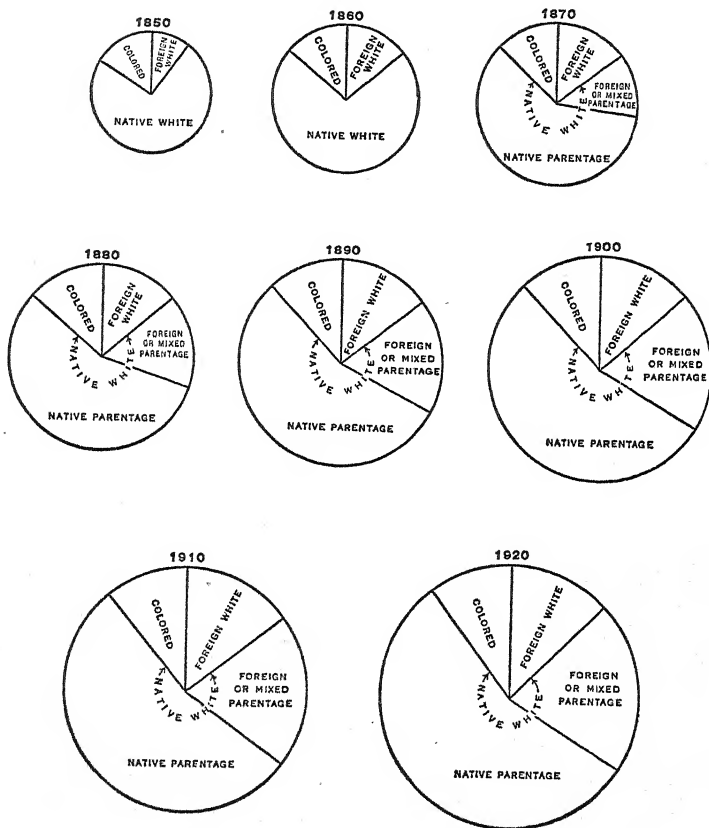 1850
COLORED
FOREIGN
WHITE
NATIVE WHITE
1860
COLORED
FOREIGN
WHITE
NATIVE WHITE
1870
COLORED
FOREIGN
WHITE
FOREIGN
OR MIXED
PARENTAGE
NATIVE WHITE
NATIVE PARENTAGE
1880
COLORED
FOREIGN
WHITE
FOREIGN
OR MIXED
PARENTAGE
NATIVE WHITE
NATIVE PARENTAGE
1890
COLORED
FOREIGN WHITE
FOREIGN
OR MIXED
PARENTAGE
NATIVE WHITE
NATIVE PARENTAGE
1900
COLORED
FOREIGN WHITE
FOREIGN
OR MIXED
PARENTAGE
NATIVE WHITE
NATIVE PARENTAGE
1910
COLORED
FOREIGN WHITE
FOREIGN
OR MIXED
PARENTAGE
NATIVE WHITE
NATIVE PARENTAGE
1920
COLORED
FOREIGN WHITE
FOREIGN
OR MIXED
PARENTAGE
NATIVE WHITE
NATIVE PARENTAGE